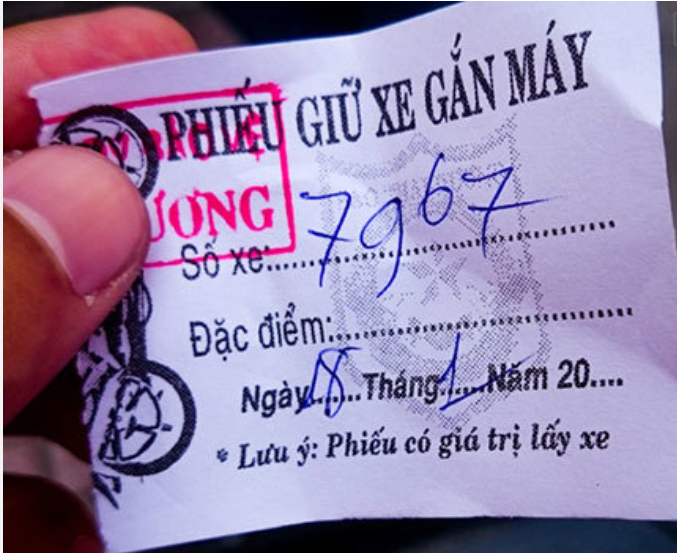 PHIẾU GIỮ XE GẮN MÁY
ƯƠNG
Số xe:.......... 7967
Đặc điểm:..........
Ngày 18 Tháng 1 Năm 20....
* Lưu ý: Phiếu có giá trị lấy xe